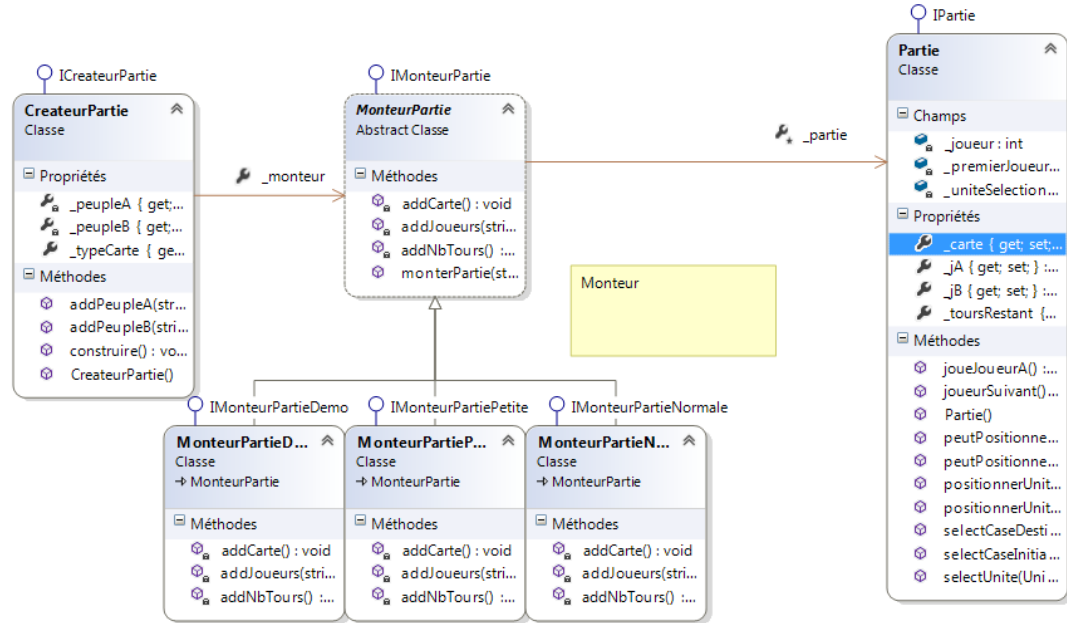 IPartie
Partie
Classe
Champs
_joueur : int
_premierJoueur...
_uniteSelection...
Propriétés
_carte { get; set;...
_jA { get; set; } :...
_jB { get; set; } :...
_toursRestant {...
Méthodes
joueJoueurA() :...
joueurSuivant()...
Partie()
peutPositionne...
peutPositionne...
positionnerUnit...
positionnerUnit...
selectCaseDesti...
selectCaseInitia...
selectUnite(Uni...
ICreateurPartie
CreateurPartie
Classe
Propriétés
_peupleA { get;...
_peupleB { get;...
_typeCarte { ge...
Méthodes
addPeupleA(str...
addPeupleB(stri...
construire() : vo...
CreateurPartie()
_monteur
IMonteurPartie
MonteurPartie
Abstract Classe
Méthodes
addCarte() : void
addJoueurs(stri...
addNbTours() :...
monterPartie(st...
_partie
Monteur
IMonteurPartieDemo
MonteurPartieD...
Classe
MonteurPartie
Méthodes
addCarte() : void
addJoueurs(stri...
addNbTours() :...
IMonteurPartiePetite
MonteurPartieP...
Classe
MonteurPartie
Méthodes
addCarte() : void
addJoueurs(stri...
addNbTours() :...
IMonteurPartieNormale
MonteurPartieN...
Classe
MonteurPartie
Méthodes
addCarte() : void
addJoueurs(stri...
addNbTours() :...